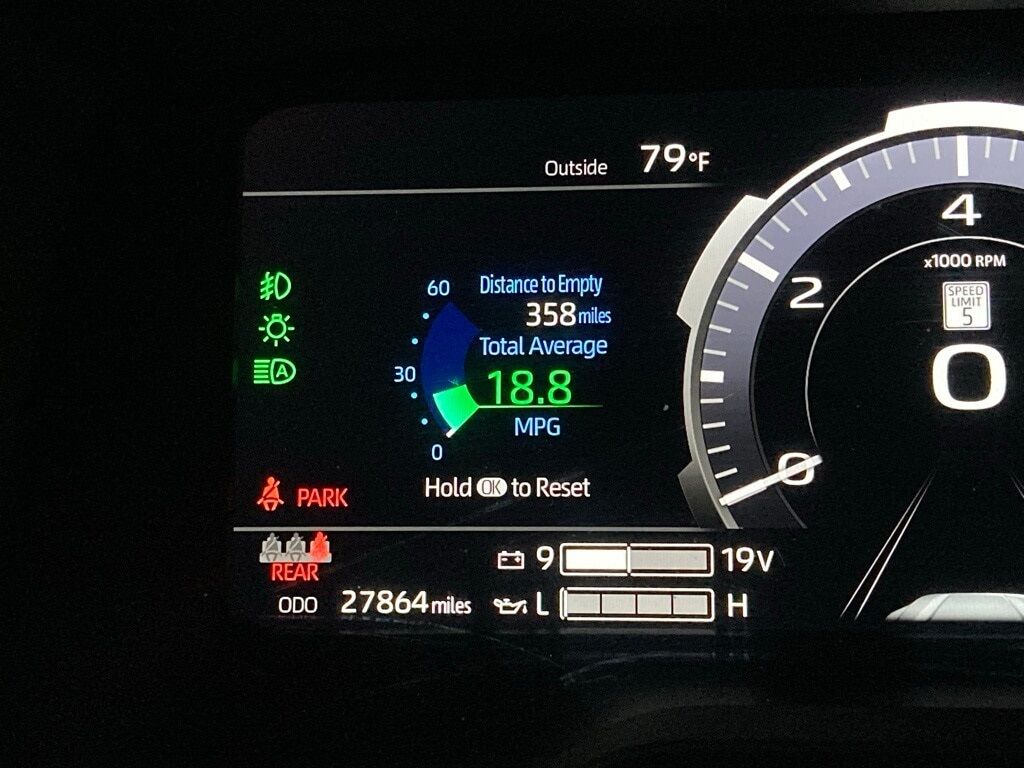 Outside 79°F
4
x1000 RPM
60 Distance to Empty
358 miles
2
SPEED
LIMIT
5
Total Average
30 18.8
0
MPG
0
0
Hold OK to Reset
PARK
REAR
9 19V
ODO 27864 miles L H
A